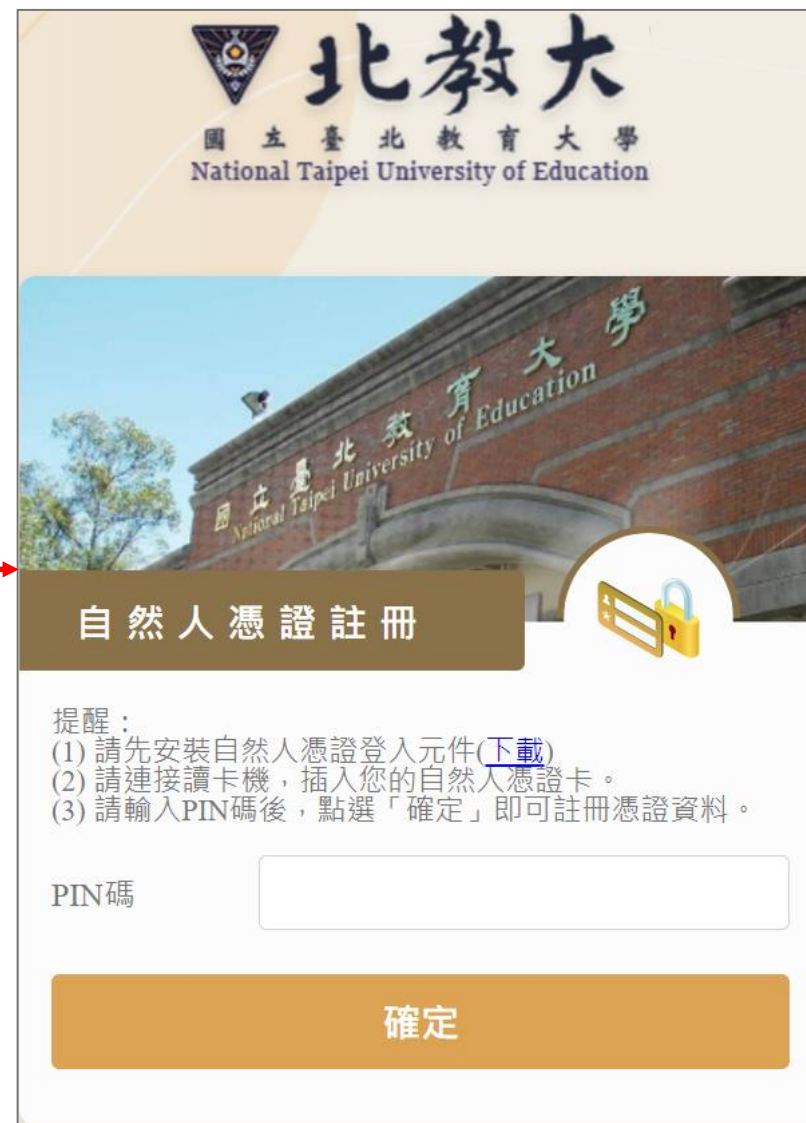 北教大
國立臺北教育大學
National Taipei University of Education
國立臺北教育大學
National Taipei University of Education
自然人憑證註冊
提醒：
(1) 請先安裝自然人憑證登入元件(下載)
(2) 請連接讀卡機，插入您的自然人憑證卡。
(3) 請輸入PIN碼後，點選「確定」即可註冊憑證資料。
PIN碼
確定